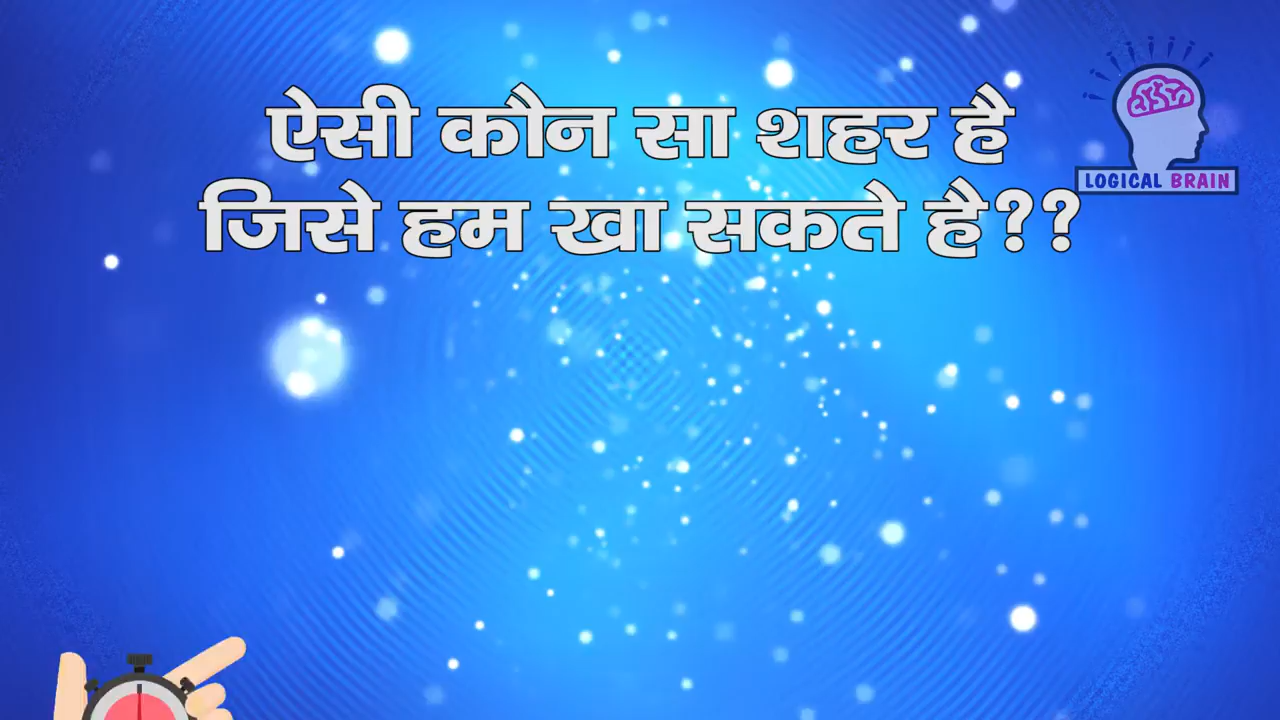 ऐसी कौन सा शहर है
जिसे हम खा सकते है??
LOGICAL BRAIN